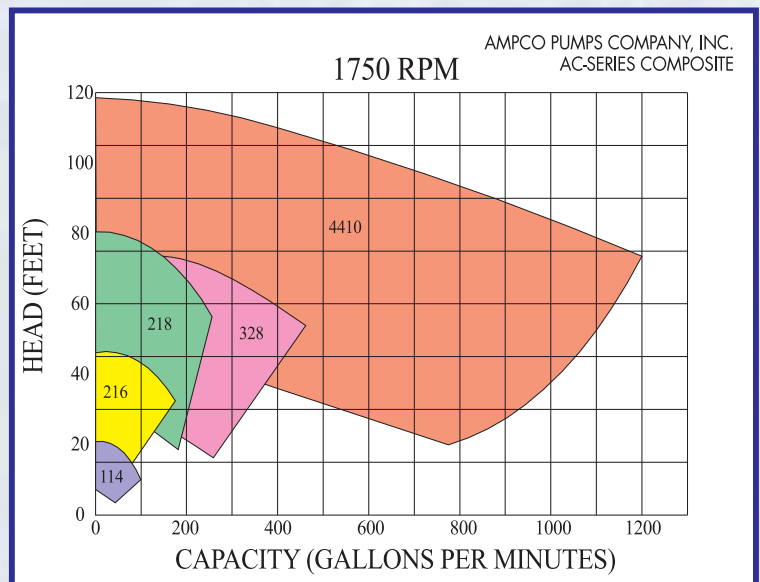 AMPCO PUMPS COMPANY, INC.
AC-SERIES COMPOSITE
1750 RPM
HEAD (FEET)
120
100
80
60
40
20
0
4410
218
328
216
114
0 200 400 600 800 1000 1200
CAPACITY (GALLONS PER MINUTES)